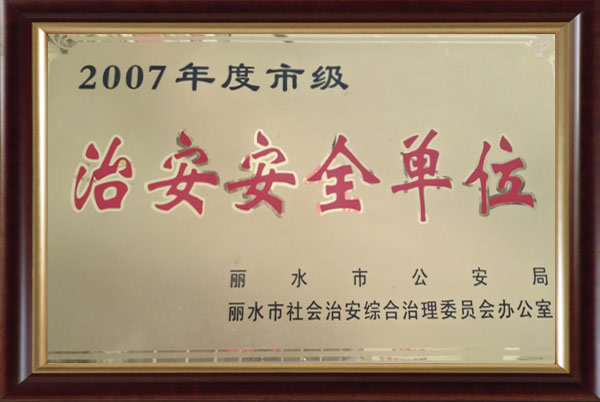 2007年度市级
治安安全单位
丽水市公安局
丽水市社会治安综合治理委员会办公室